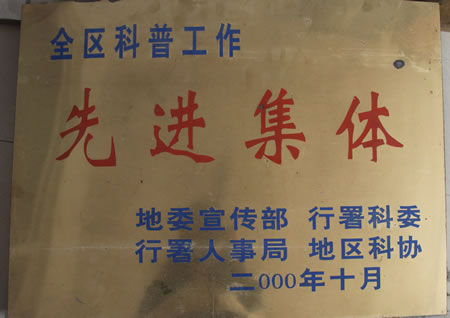 全区科普工作
先进集体
地委宣传部 行署科委
行署人事局 地区科协
二000年十月